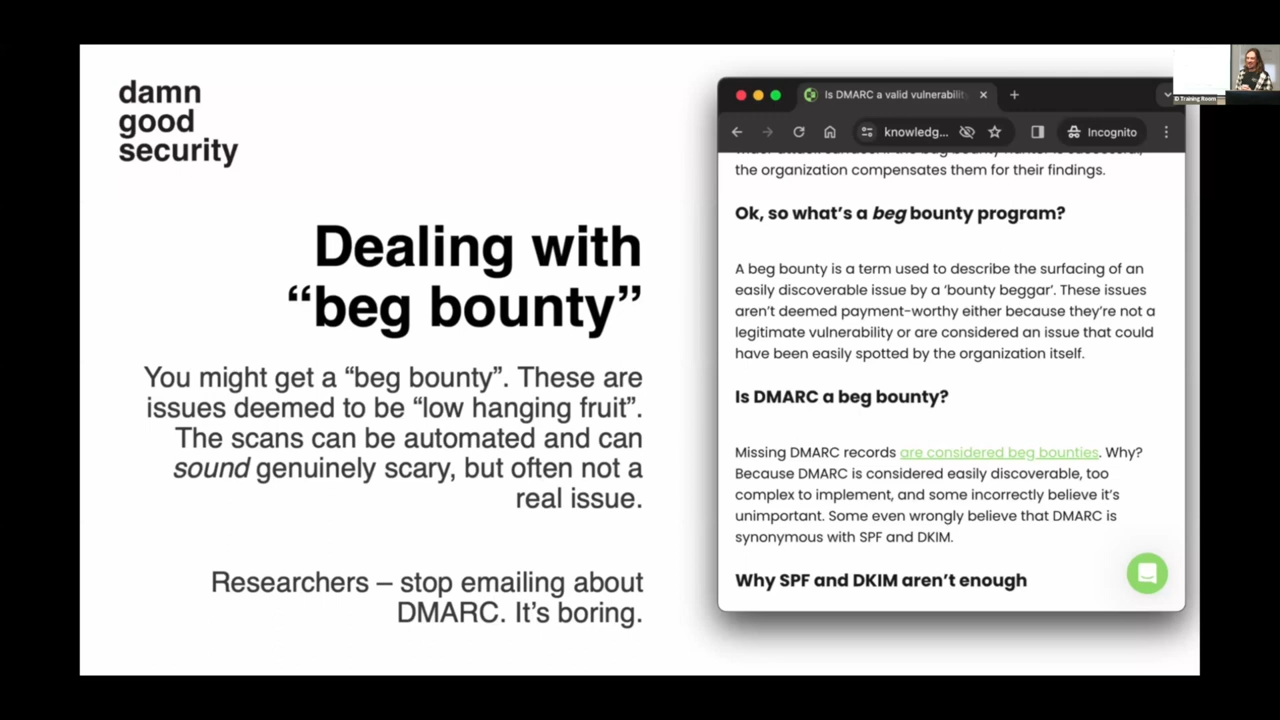 damn
good
security
Dealing with
“beg bounty”
You might get a “beg bounty”. These are
issues deemed to be “low hanging fruit”.
The scans can be automated and can
sound genuinely scary, but often not a
real issue.
Researchers – stop emailing about
DMARC. It’s boring.
Is DMARC a valid vulnerabilit
knowledg...
Incognito
the organization compensates them for their findings.
Ok, so what’s a beg bounty program?
A beg bounty is a term used to describe the surfacing of an
easily discoverable issue by a ‘bounty beggar’. These issues
aren’t deemed payment-worthy either because they’re not a
legitimate vulnerability or are considered an issue that could
have been easily spotted by the organization itself.
Is DMARC a beg bounty?
Missing DMARC records are considered beg bounties. Why?
Because DMARC is considered easily discoverable, too
complex to implement, and some incorrectly believe it’s
unimportant. Some even wrongly believe that DMARC is
synonymous with SPF and DKIM.
Why SPF and DKIM aren’t enough
Training Room